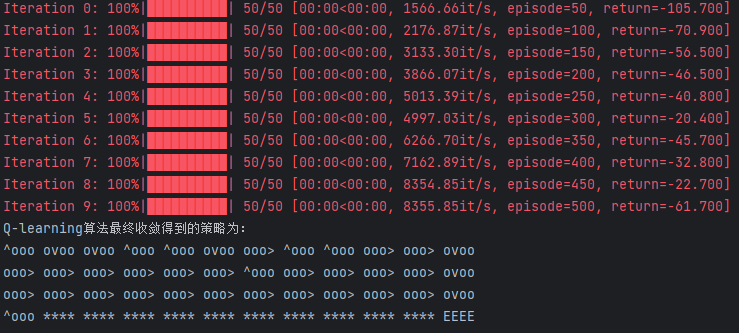 Iteration 0: 100%|██████████| 50/50 [00:00<00:00, 1566.66it/s, episode=50, return=-105.700]
Iteration 1: 100%|██████████| 50/50 [00:00<00:00, 2176.87it/s, episode=100, return=-70.900]
Iteration 2: 100%|██████████| 50/50 [00:00<00:00, 3133.30it/s, episode=150, return=-56.500]
Iteration 3: 100%|██████████| 50/50 [00:00<00:00, 3866.07it/s, episode=200, return=-46.500]
Iteration 4: 100%|██████████| 50/50 [00:00<00:00, 5013.39it/s, episode=250, return=-40.800]
Iteration 5: 100%|██████████| 50/50 [00:00<00:00, 4997.03it/s, episode=300, return=-20.400]
Iteration 6: 100%|██████████| 50/50 [00:00<00:00, 6266.70it/s, episode=350, return=-45.700]
Iteration 7: 100%|██████████| 50/50 [00:00<00:00, 7162.89it/s, episode=400, return=-32.800]
Iteration 8: 100%|██████████| 50/50 [00:00<00:00, 8354.85it/s, episode=450, return=-22.700]
Iteration 9: 100%|██████████| 50/50 [00:00<00:00, 8355.85it/s, episode=500, return=-61.700]
Q-learning算法最终收敛得到的策略为:
^ooo ovoo ovoo ^ooo ^ooo ovoo ooo> ^ooo ^ooo ooo> ooo> ovoo
ooo> ooo> ooo> ooo> ooo> ooo> ^ooo ooo> ooo> ooo> ooo> ovoo
ooo> ooo> ooo> ooo> ooo> ooo> ooo> ooo> ooo> ooo> ooo> ovoo
^ooo **** **** **** **** **** **** **** **** **** **** EEEE